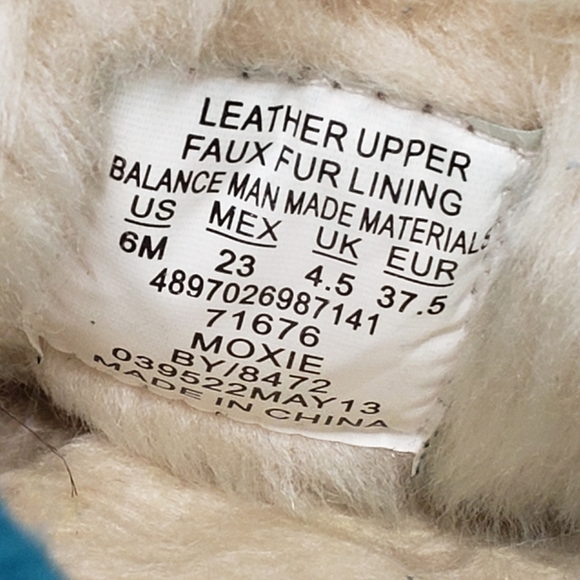 LEATHER UPPER
FAUX FUR LINING
BALANCE MAN MADE MATERIALS
US MEX UK EUR
6M 23 4.5 37.5
4897026987141
71676
MOXIE
BY/8472
039522MAY13
MADE IN CHINA